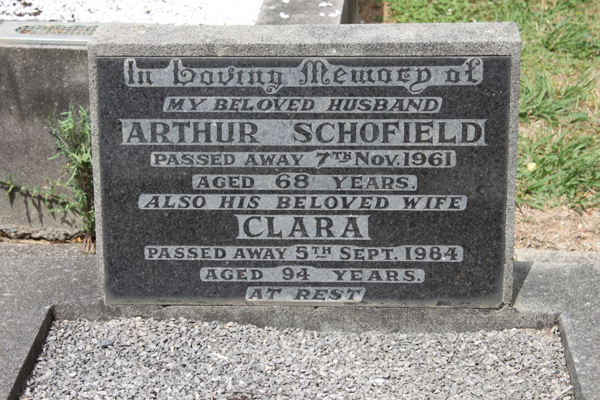 In Loving Memory of
MY BELOVED HUSBAND
ARTHUR SCHOFIELD
PASSED AWAY 7TH NOV. 1961
AGED 68 YEARS.
ALSO HIS BELOVED WIFE
CLARA
PASSED AWAY 5TH SEPT. 1984
AGED 94 YEARS.
AT REST